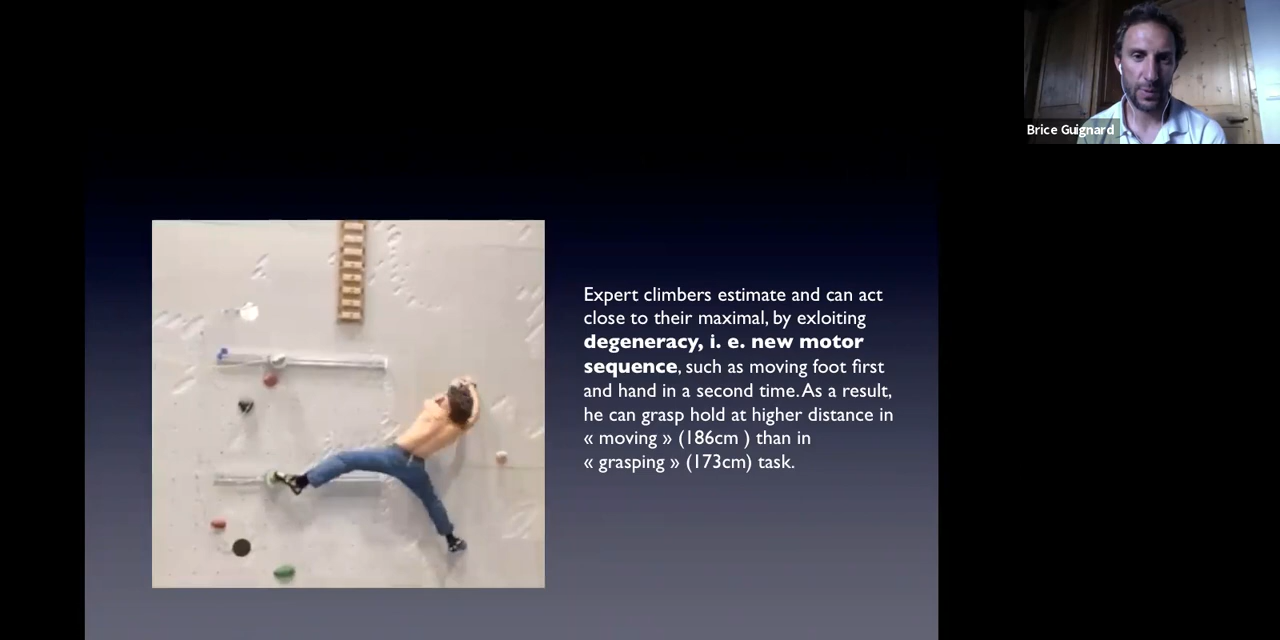 Brice Guignard
Expert climbers estimate and can act
close to their maximal, by exloiting
degeneracy, i. e. new motor
sequence, such as moving foot first
and hand in a second time. As a result,
he can grasp hold at higher distance in
« moving » (186cm ) than in
« grasping » (173cm) task.